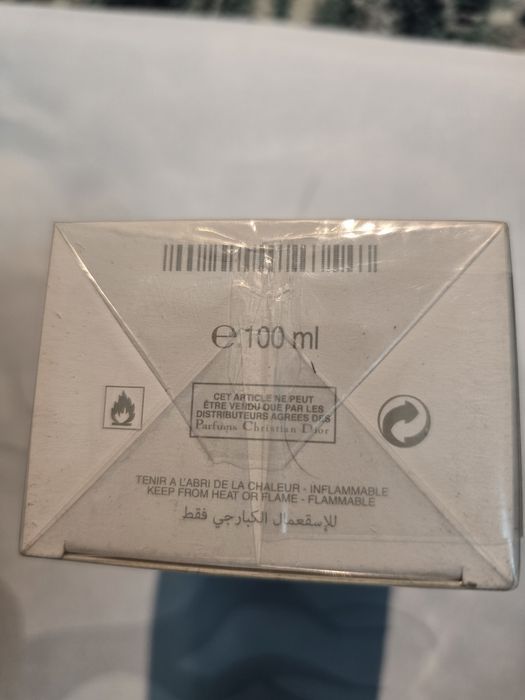 ℮ 100 ml
CET ARTICLE NE PEUT
ÊTRE VENDU QUE PAR LES
DISTRIBUTEURS AGREES DES
Parfums Christian Dior
TENIR A L'ABRI DE LA CHALEUR - INFLAMMABLE
KEEP FROM HEAT OR FLAME - FLAMMABLE
للإستعمال الكبارجي فقط